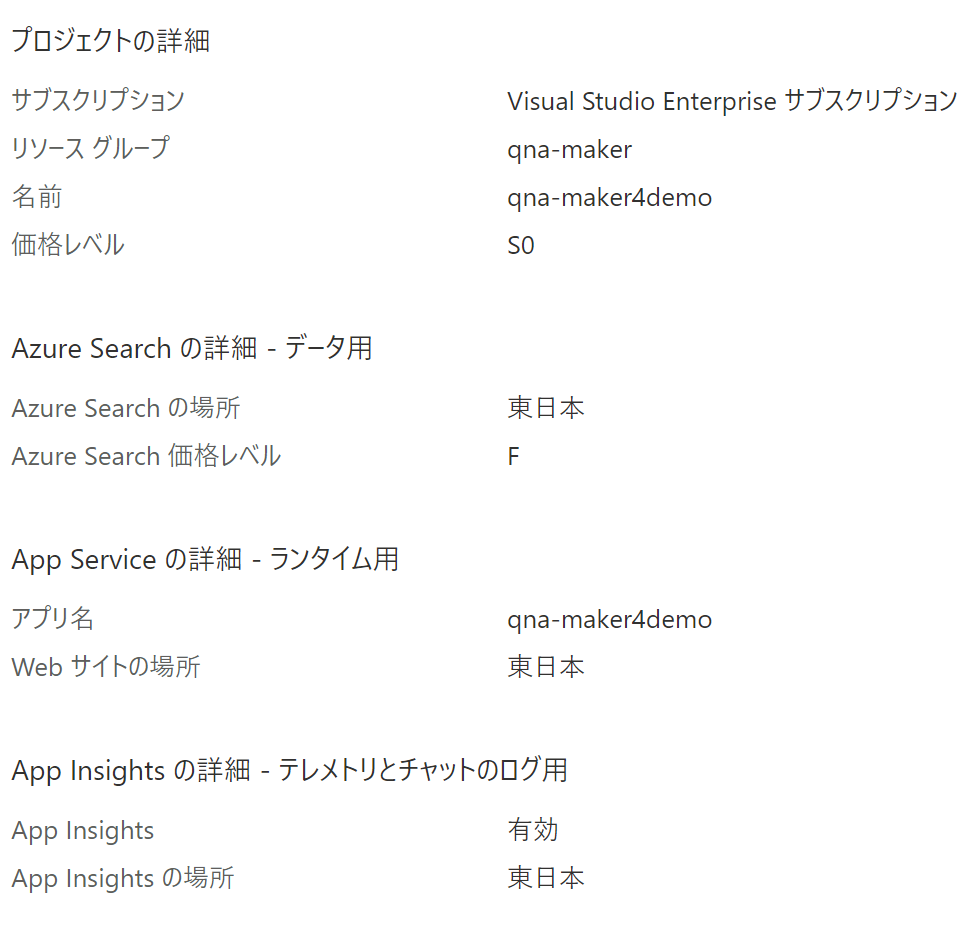 プロジェクトの詳細
サブスクリプション Visual Studio Enterprise サブスクリプション
リソース グループ qna-maker
名前 qna-maker4demo
価格レベル S0
Azure Search の詳細 - データ用
Azure Search の場所 東日本
Azure Search 価格レベル F
App Service の詳細 - ランタイム用
アプリ名 qna-maker4demo
Web サイトの場所 東日本
App Insights の詳細 - テレメトリとチャットのログ用
App Insights 有効
App Insights の場所 東日本